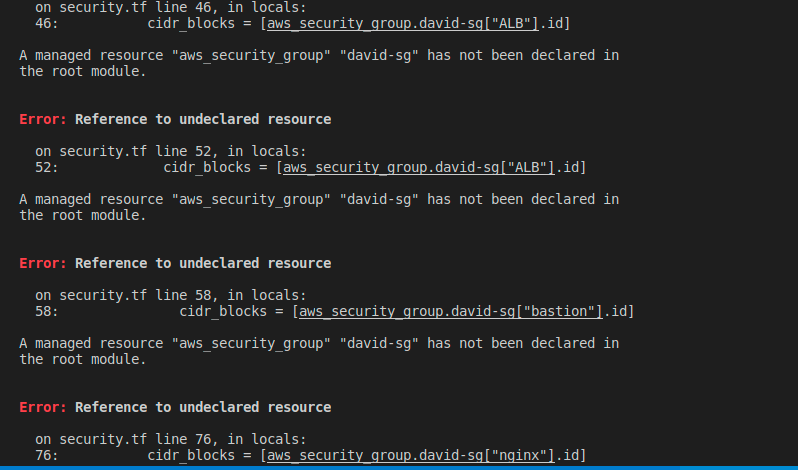 on security.tf line 46, in locals:
46: cidr_blocks = [aws_security_group.david-sg["ALB"].id]
A managed resource "aws_security_group" "david-sg" has not been declared in
the root module.
Error: Reference to undeclared resource
on security.tf line 52, in locals:
52: cidr_blocks = [aws_security_group.david-sg["ALB"].id]
A managed resource "aws_security_group" "david-sg" has not been declared in
the root module.
Error: Reference to undeclared resource
on security.tf line 58, in locals:
58: cidr_blocks = [aws_security_group.david-sg["bastion"].id]
A managed resource "aws_security_group" "david-sg" has not been declared in
the root module.
Error: Reference to undeclared resource
on security.tf line 76, in locals:
76: cidr_blocks = [aws_security_group.david-sg["nginx"].id]